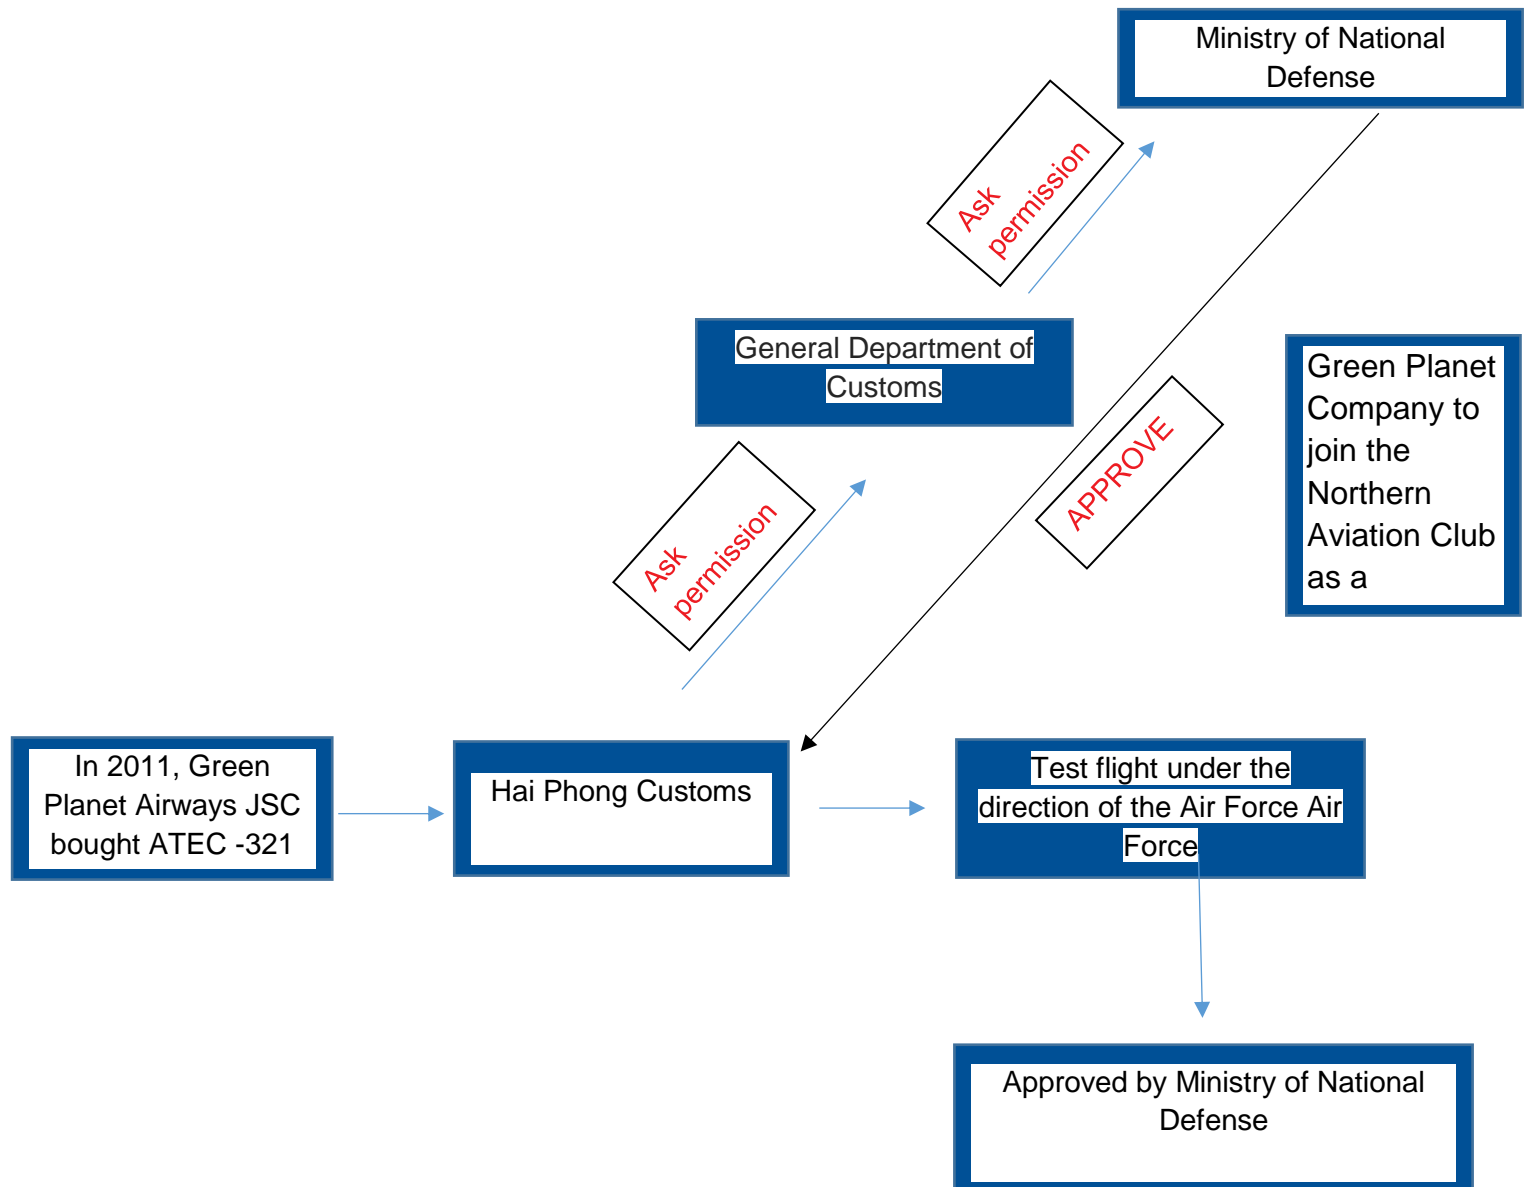 Ministry of National
Defense
Ask
permission
General Department of
Customs
Green Planet
Company to
join the
Northern
Aviation Club
as a
APPROVE
Ask
permission
In 2011, Green
Planet Airways JSC
bought ATEC -321
Hai Phong Customs
Test flight under the
direction of the Air Force Air
Force
Approved by Ministry of National
Defense